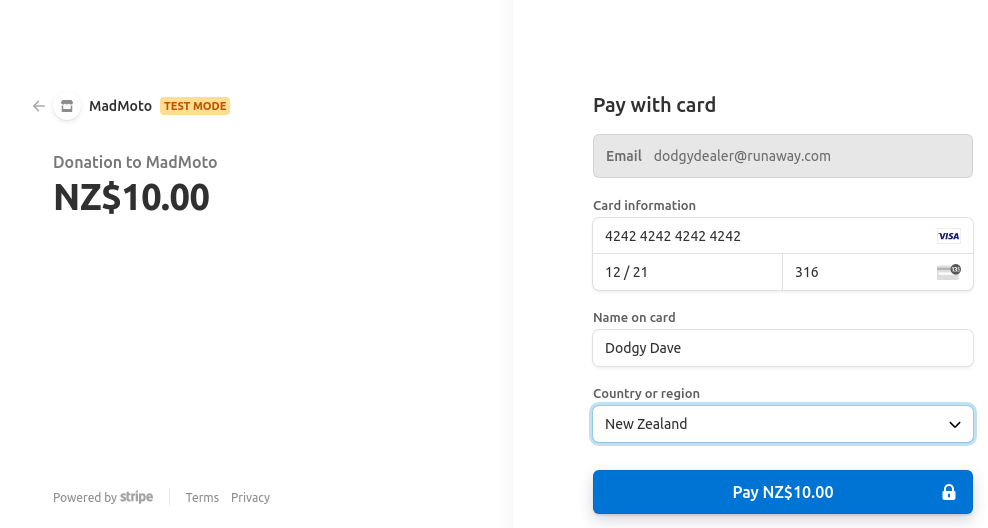 MadMoto TEST MODE
Donation to MadMoto
NZ$10.00
Powered by stripe
Terms Privacy
Pay with card
Email dodgydealer@runaway.com
Card information
4242 4242 4242 4242 VISA
12 / 21 316
Name on card
Dodgy Dave
Country or region
New Zealand
Pay NZ$10.00